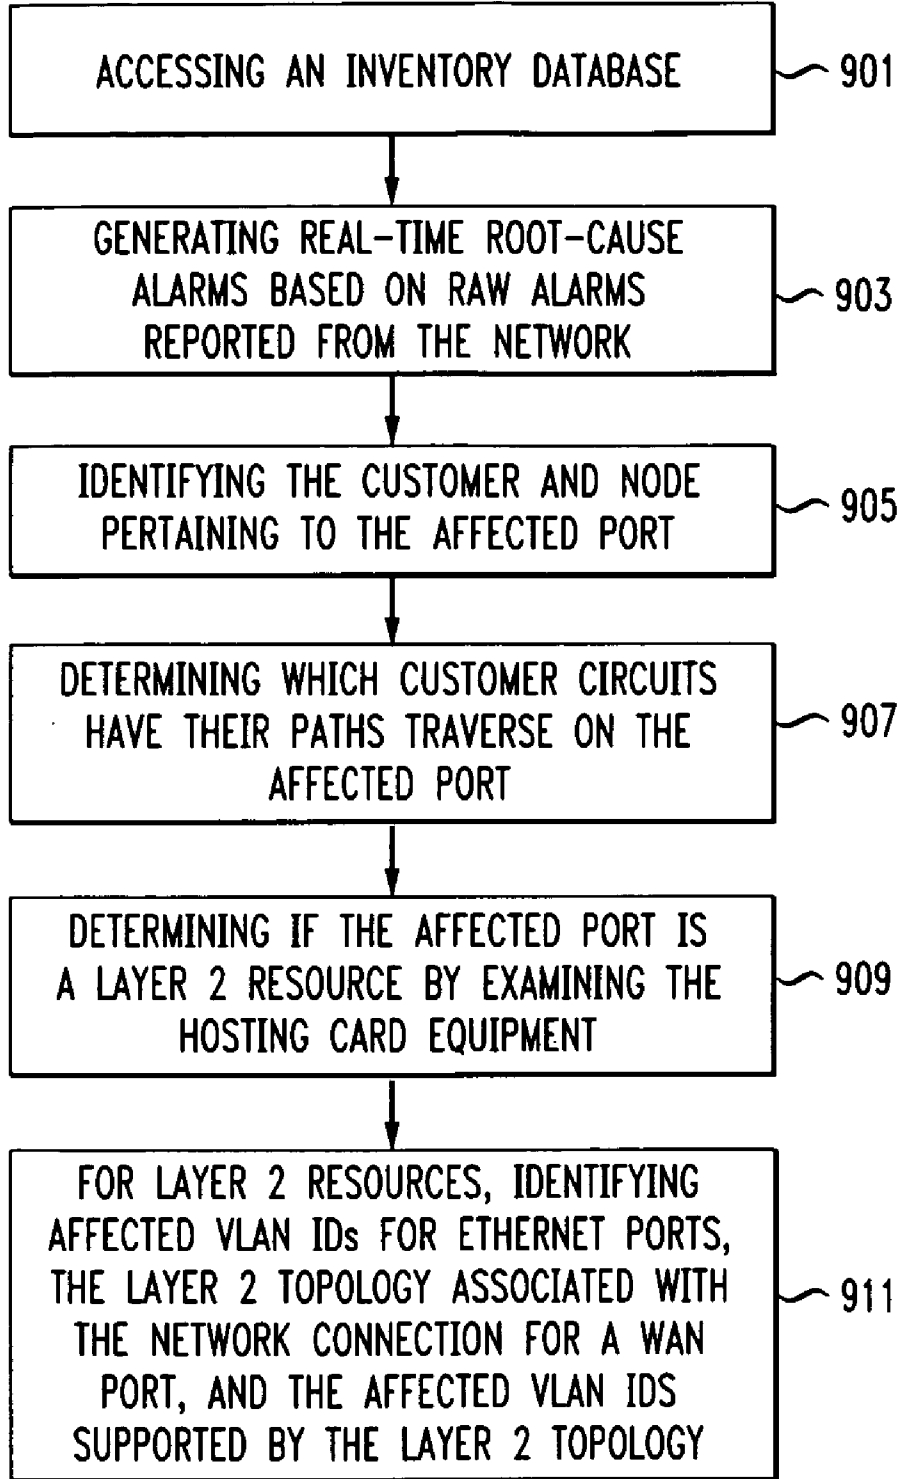 ACCESSING AN INVENTORY DATABASE
901
GENERATING REAL-TIME ROOT-CAUSE
ALARMS BASED ON RAW ALARMS
REPORTED FROM THE NETWORK
903
IDENTIFYING THE CUSTOMER AND NODE
PERTAINING TO THE AFFECTED PORT
905
DETERMINING WHICH CUSTOMER CIRCUITS
HAVE THEIR PATHS TRAVERSE ON THE
AFFECTED PORT
907
DETERMINING IF THE AFFECTED PORT IS
A LAYER 2 RESOURCE BY EXAMINING THE
HOSTING CARD EQUIPMENT
909
FOR LAYER 2 RESOURCES, IDENTIFYING
AFFECTED VLAN IDs FOR ETHERNET PORTS,
THE LAYER 2 TOPOLOGY ASSOCIATED WITH
THE NETWORK CONNECTION FOR A WAN
PORT, AND THE AFFECTED VLAN IDS
SUPPORTED BY THE LAYER 2 TOPOLOGY
911